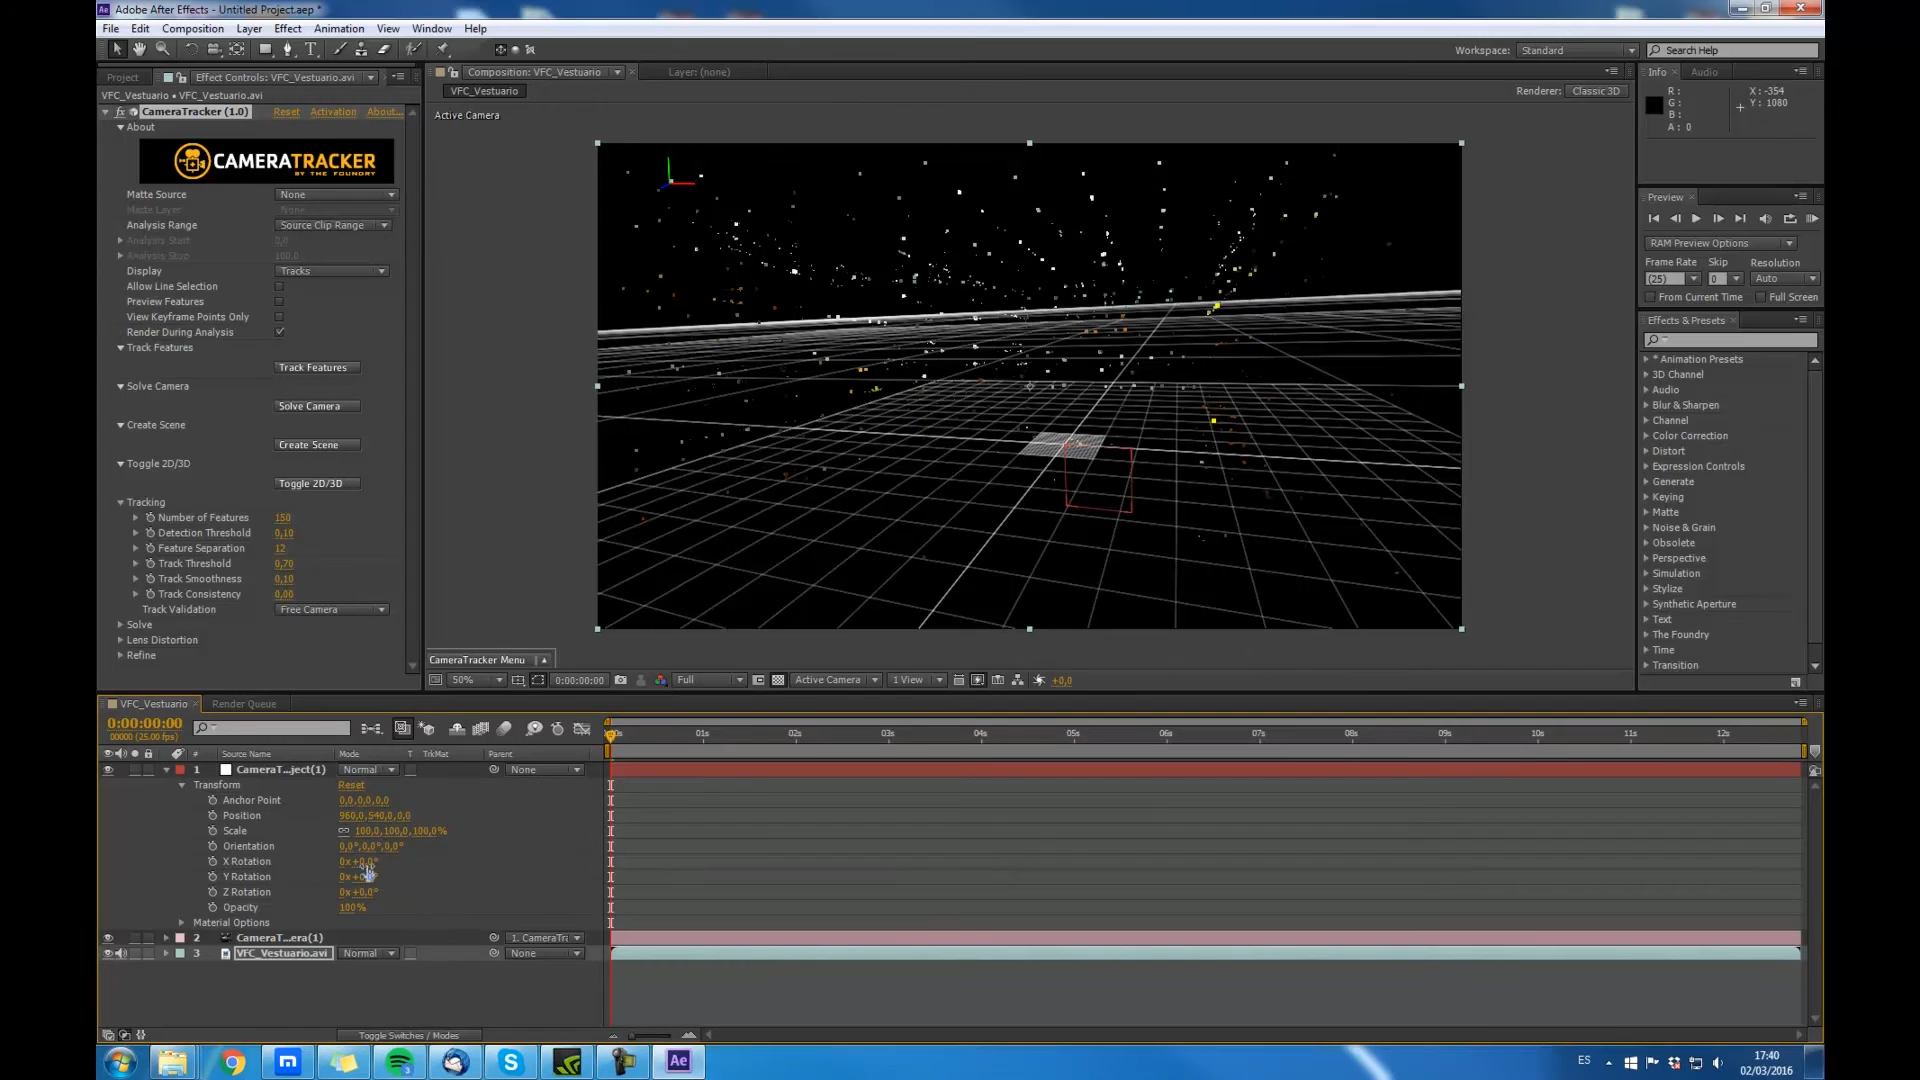 Adobe After Effects - Untitled Project.aep *
File Edit Composition Layer Effect Animation View Window Help
Workspace: Standard Search Help
Project Effect Controls: VFC_Vestuario.avi
VFC_Vestuario • VFC_Vestuario.avi
fx CameraTracker (1.0) Reset Activation About...
About
CAMERATRACKER
BY THE FOUNDRY
Matte Source None
Matte Layer None
Analysis Range Source Clip Range
Analysis Start 0,0
Analysis Stop 100,0
Display Tracks
Allow Line Selection
Preview Features
View Keyframe Points Only
Render During Analysis
Track Features
Track Features
Solve Camera
Solve Camera
Create Scene
Create Scene
Toggle 2D/3D
Toggle 2D/3D
Tracking
Number of Features 150
Detection Threshold 0,10
Feature Separation 12
Track Threshold 0,70
Track Smoothness 0,10
Track Consistency 0,00
Track Validation Free Camera
Solve
Lens Distortion
Refine
Composition: VFC_Vestuario Layer: (none)
VFC_Vestuario Renderer: Classic 3D
Active Camera
CameraTracker Menu
50% 0:00:00:00 Full Active Camera 1 View +0,0
Info Audio
R: X: -354
G: Y: 1080
B:
A: 0
Preview
RAM Preview Options
Frame Rate Skip Resolution
(25) 0 Auto
From Current Time Full Screen
Effects & Presets
* Animation Presets
3D Channel
Audio
Blur & Sharpen
Channel
Color Correction
Distort
Expression Controls
Generate
Keying
Matte
Noise & Grain
Obsolete
Perspective
Simulation
Stylize
Synthetic Aperture
Text
The Foundry
Time
Transition
VFC_Vestuario Render Queue
0:00:00:00
00000 (25.00 fps)
# Source Name Mode T TrkMat Parent
01s 02s 03s 04s 05s 06s 07s 08s 09s 10s 11s 12s
1 CameraT...ject(1) Normal None
Transform Reset
Anchor Point 0,0,0,0,0,0
Position 960,0,540,0,0,0
Scale 100,0,100,0,100,0%
Orientation 0,0°,0,0°,0,0°
X Rotation 0x +0,0°
Y Rotation
Z Rotation 0x +0,0°
Opacity 100%
Material Options
2 CameraT...era(1) 1. CameraTra
3 VFC_Vestuario.avi Normal None
Toggle Switches / Modes
ES 17:40
02/03/2016